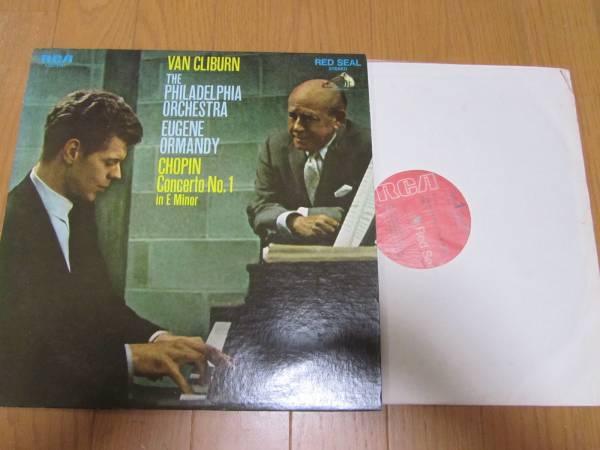 RCA
VAN CLIBURN
THE
PHILADELPHIA
ORCHESTRA
EUGENE
ORMANDY
CHOPIN
Concerto No. 1
in E Minor
RED SEAL
STEREO
RCA
Red Se